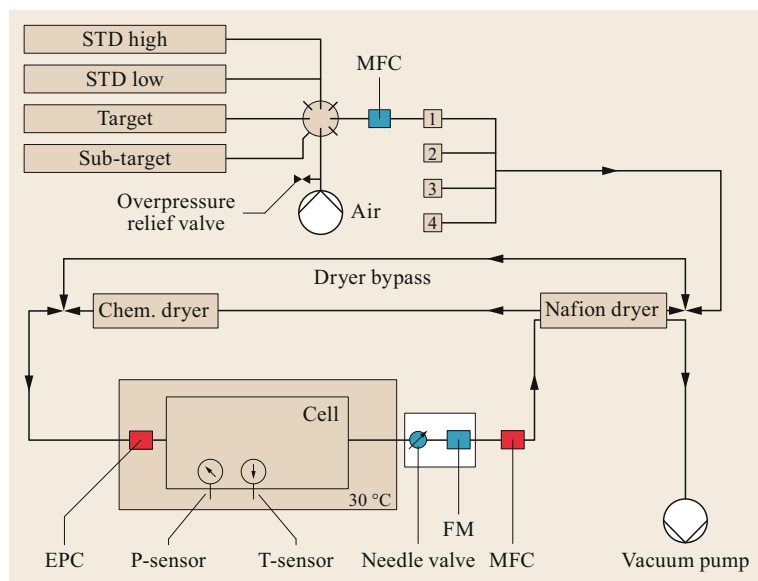 STD high
MFC
STD low
Target
1
Sub-target
2
3
Overpressure
relief valve
Air
4
Dryer bypass
Chem. dryer
Nafion dryer
Cell
30 °C
FM
EPC
P-sensor
T-sensor
Needle valve
MFC
Vacuum pump